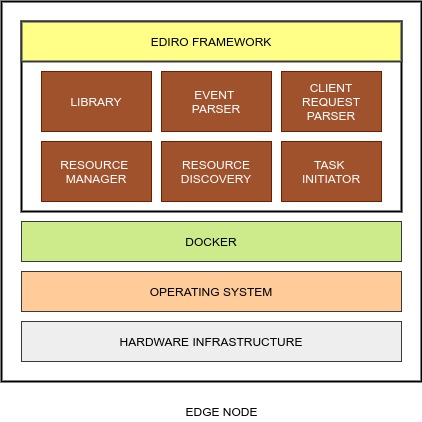 EDIRO FRAMEWORK
LIBRARY
EVENT
PARSER
CLIENT
REQUEST
PARSER
RESOURCE
MANAGER
RESOURCE
DISCOVERY
TASK
INITIATOR
DOCKER
OPERATING SYSTEM
HARDWARE INFRASTRUCTURE
EDGE NODE